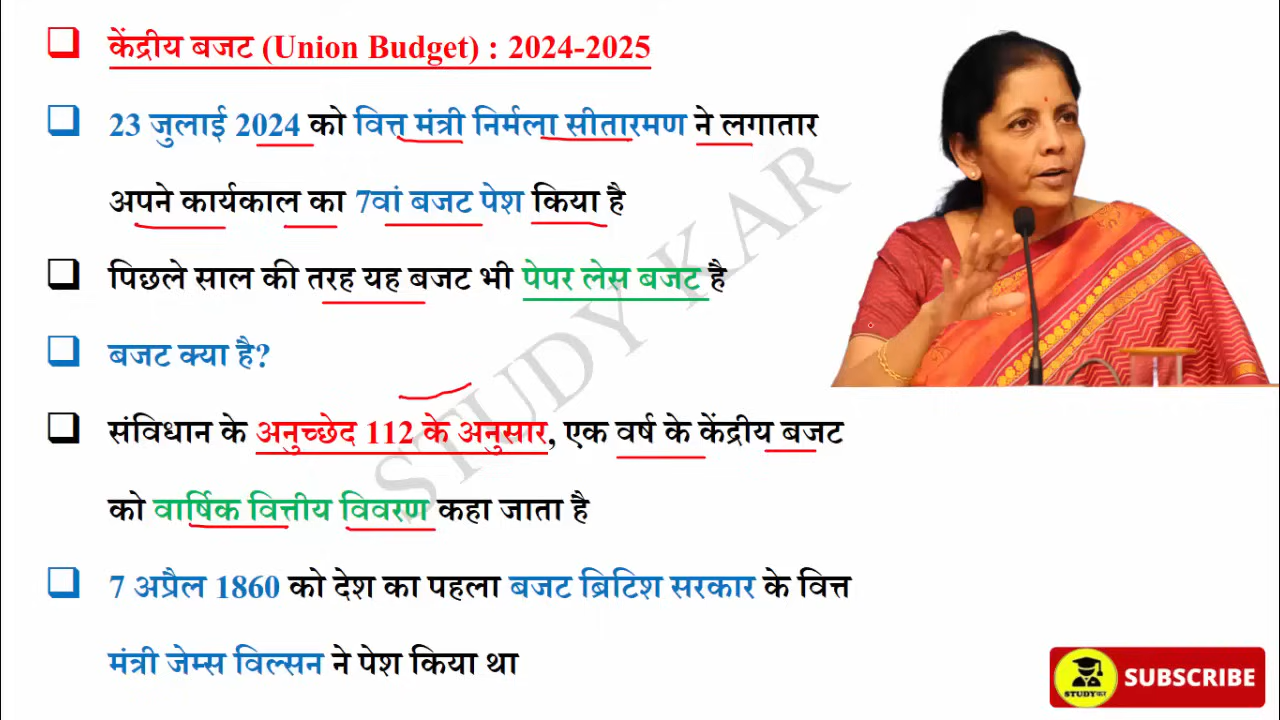 केंद्रीय बजट (Union Budget) : 2024-2025
23 जुलाई 2024 को वित्त मंत्री निर्मला सीतारमण ने लगातार
अपने कार्यकाल का 7वां बजट पेश किया है
पिछले साल की तरह यह बजट भी पेपर लेस बजट है
बजट क्या है?
संविधान के अनुच्छेद 112 के अनुसार, एक वर्ष के केंद्रीय बजट
को वार्षिक वित्तीय विवरण कहा जाता है
7 अप्रैल 1860 को देश का पहला बजट ब्रिटिश सरकार के वित्त
मंत्री जेम्स विल्सन ने पेश किया था
STUDY KAR
STUDYकर
SUBSCRIBE